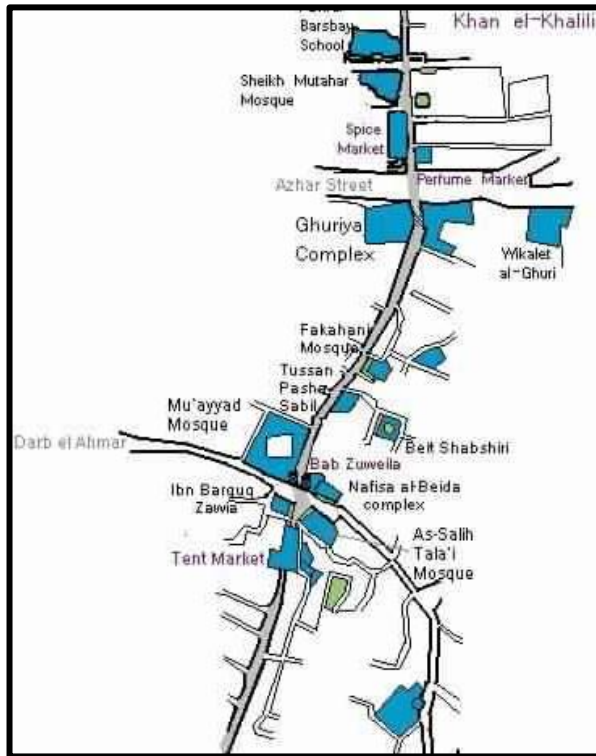 Khan el-Khalili
Barsbay
School
Sheikh Mutahar
Mosque
Spice
Market
Azhar Street
Perfume Market
Ghuriya
Complex
Wikalet
al-Ghuri
Fakahani
Mosque
Tussan
Pasha
Sabil
Mu'ayyad
Mosque
Darb el Ahmar
Beit Shabshiri
Bab Zuweila
Ibn Barquq
Zawia
Nafisa al-Beida
complex
Tent Market
As-Salih
Tala'i
Mosque